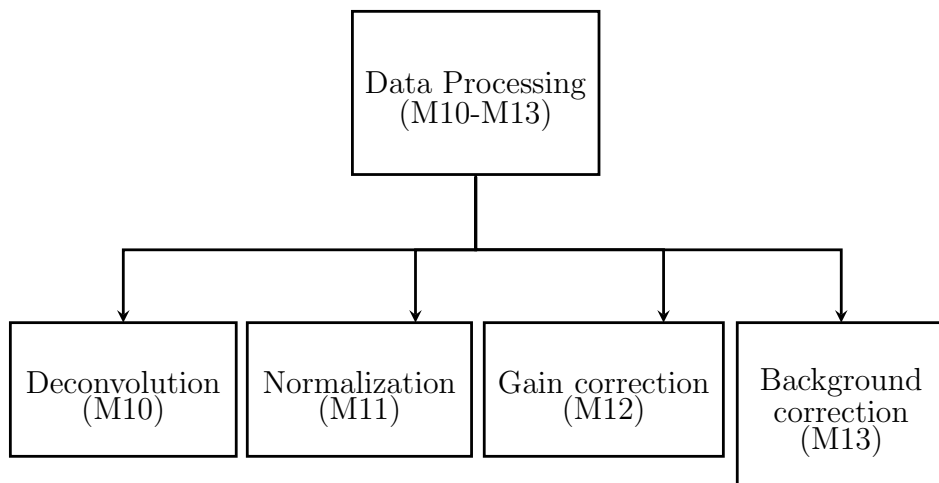 Data Processing
(M10-M13)
Deconvolution
(M10)
Normalization
(M11)
Gain correction
(M12)
Background
correction
(M13)